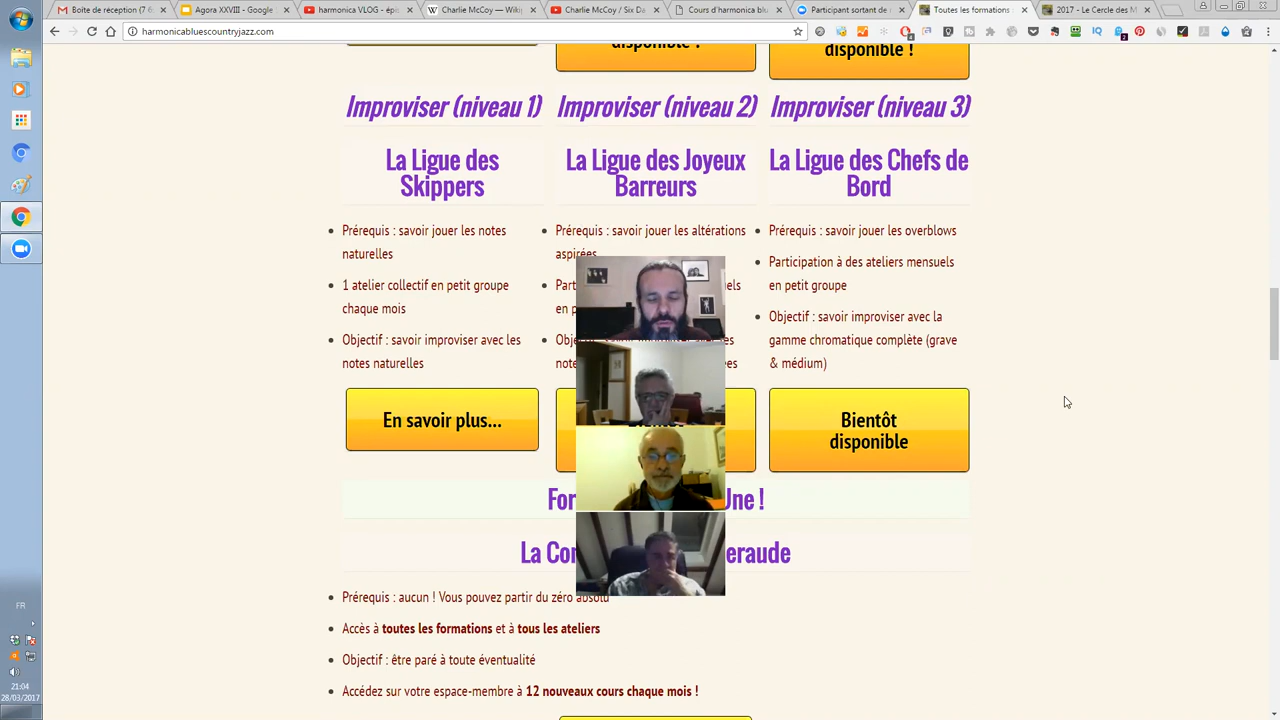 Boîte de réception (7 6
Agora XXVIII - Google S
harmonica VLOG - épis
Charlie McCoy — Wikip
Charlie McCoy / Six Da
Cours d'harmonica blu
Participant sortant de
Toutes les formations
2017 - Le Cercle des M
harmonicabluescountryjazz.com
disponible !
disponible !
Improviser (niveau 1)
Improviser (niveau 2)
Improviser (niveau 3)
La Ligue des
Skippers
La Ligue des Joyeux
Barreurs
La Ligue des Chefs de
Bord
Prérequis : savoir jouer les notes
naturelles
1 atelier collectif en petit groupe
chaque mois
Objectif : savoir improviser avec les
notes naturelles
Prérequis : savoir jouer les altérations
aspirées
Prérequis : savoir jouer les overblows
Participation à des ateliers mensuels
en petit groupe
Objectif : savoir improviser avec la
gamme chromatique complète (grave
& médium)
En savoir plus...
Bientôt
disponible
Une !
La Con
eraude
Prérequis : aucun ! Vous pouvez partir du zéro absolu
Accès à toutes les formations et à tous les ateliers
Objectif : être paré à toute éventualité
Accédez sur votre espace-membre à 12 nouveaux cours chaque mois !
FR
21:04
28/03/2017